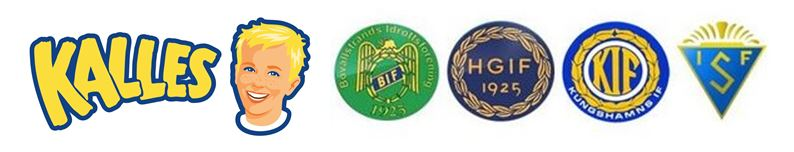 KALLES
Bovallstrands Idrottsförening
BIF
1925
HGIF
1925
KIF
KUNGSHAMNS IF
ISF